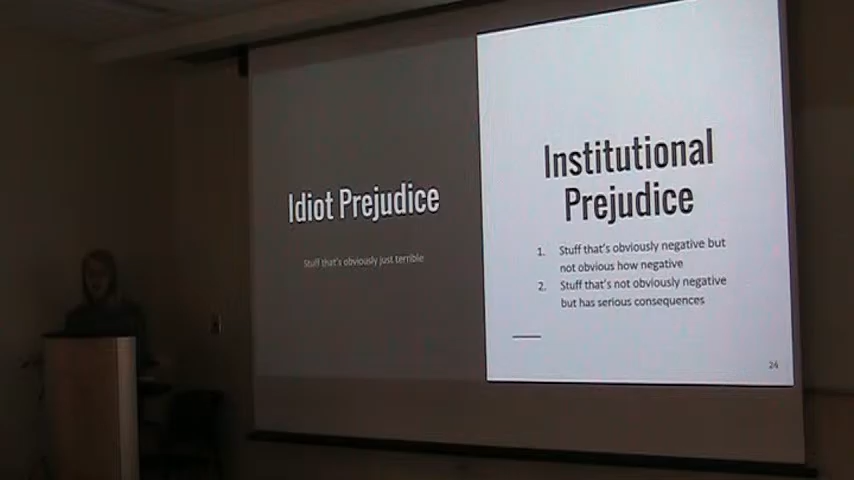 Idiot Prejudice
Stuff that's obviously just terrible
Institutional
Prejudice
1. Stuff that's obviously negative but
not obvious how negative
2. Stuff that's not obviously negative
but has serious consequences
24